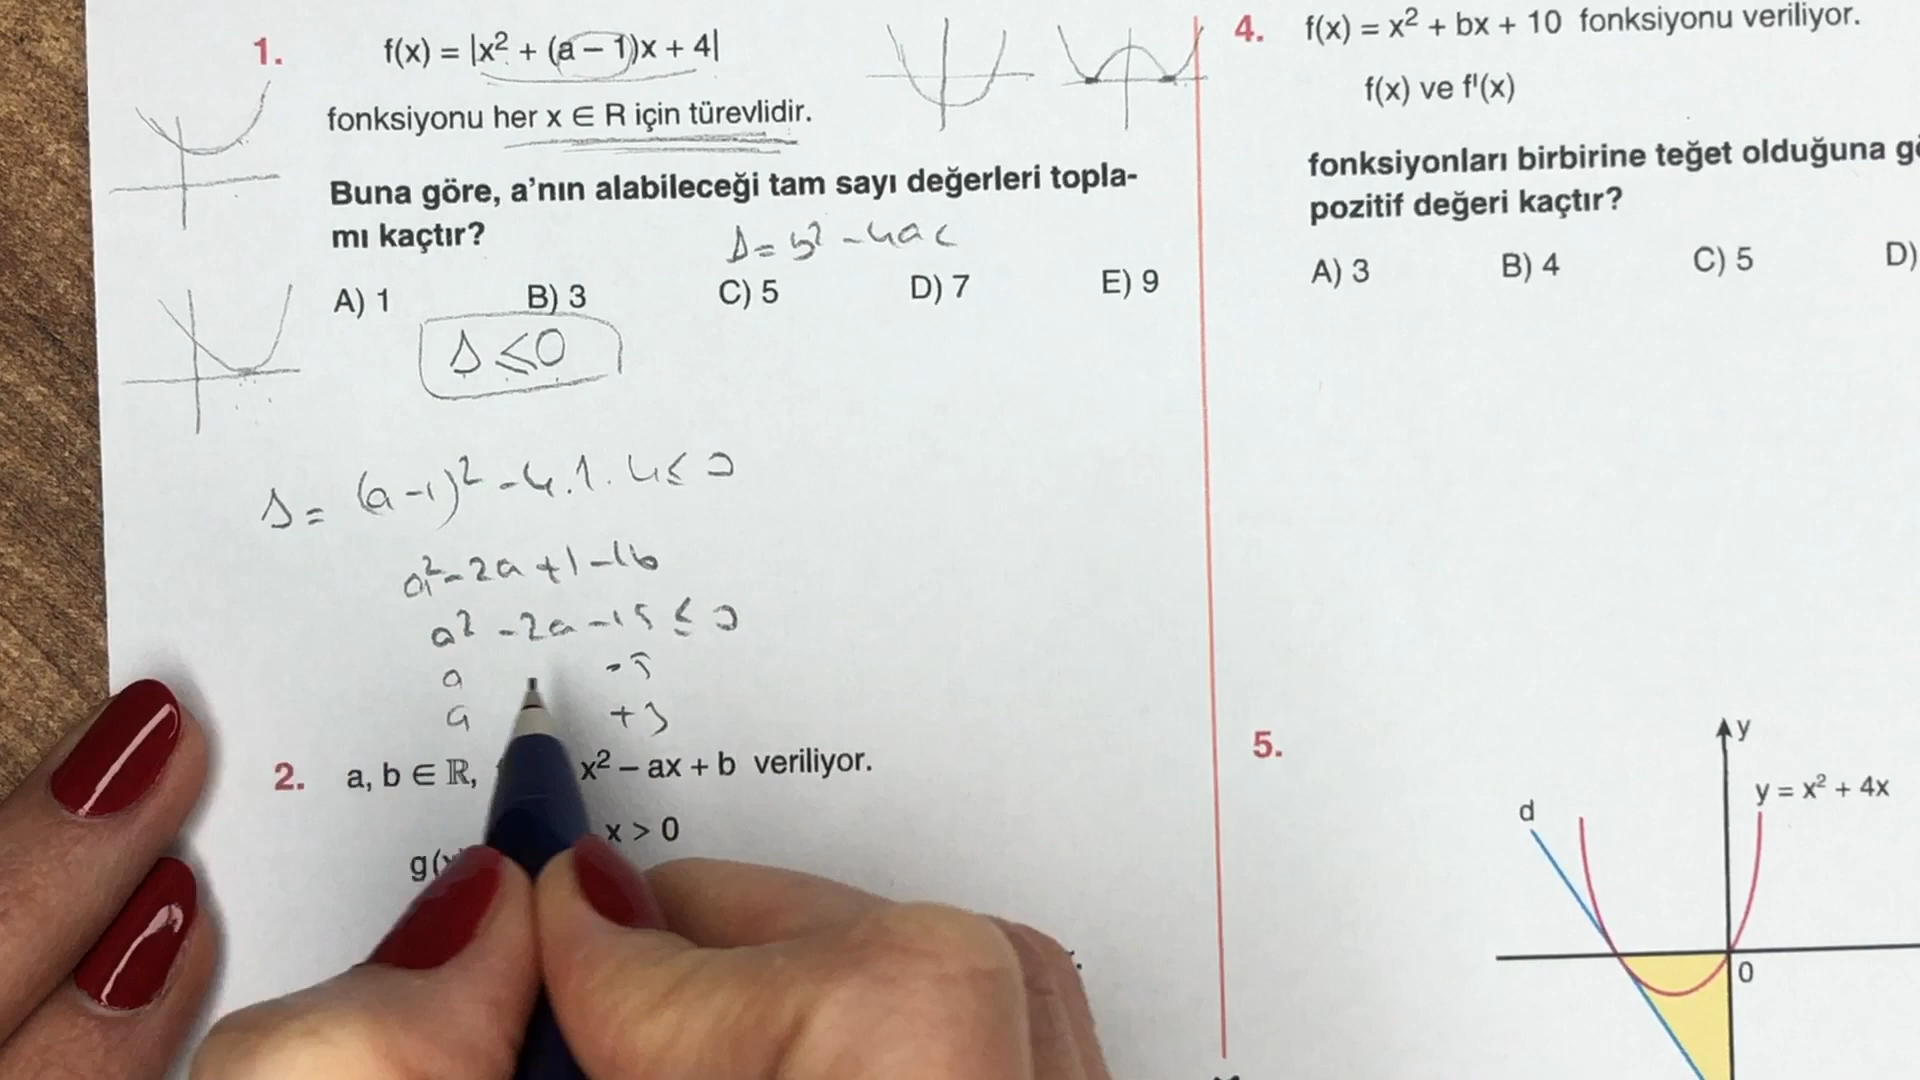 1. f(x) = |x² + (a – 1)x + 4|
fonksiyonu her x ∈ R için türevlidir.
Buna göre, a’nın alabileceği tam sayı değerleri topla-
mı kaçtır?
Δ = b² - 4ac
A) 1 B) 3 C) 5 D) 7 E) 9
Δ ≤ 0
Δ = (a-1)² - 4.1.4 ≤ 0
a² - 2a + 1 - 16
a² - 2a - 15 ≤ 0
a -5
a +3
2. a, b ∈ ℝ, x² – ax + b veriliyor.
x > 0
g(x
4. f(x) = x² + bx + 10 fonksiyonu veriliyor.
f(x) ve f'(x)
fonksiyonları birbirine teğet olduğuna
pozitif değeri kaçtır?
A) 3 B) 4 C) 5 D)
5.
y
y = x² + 4x
d
0